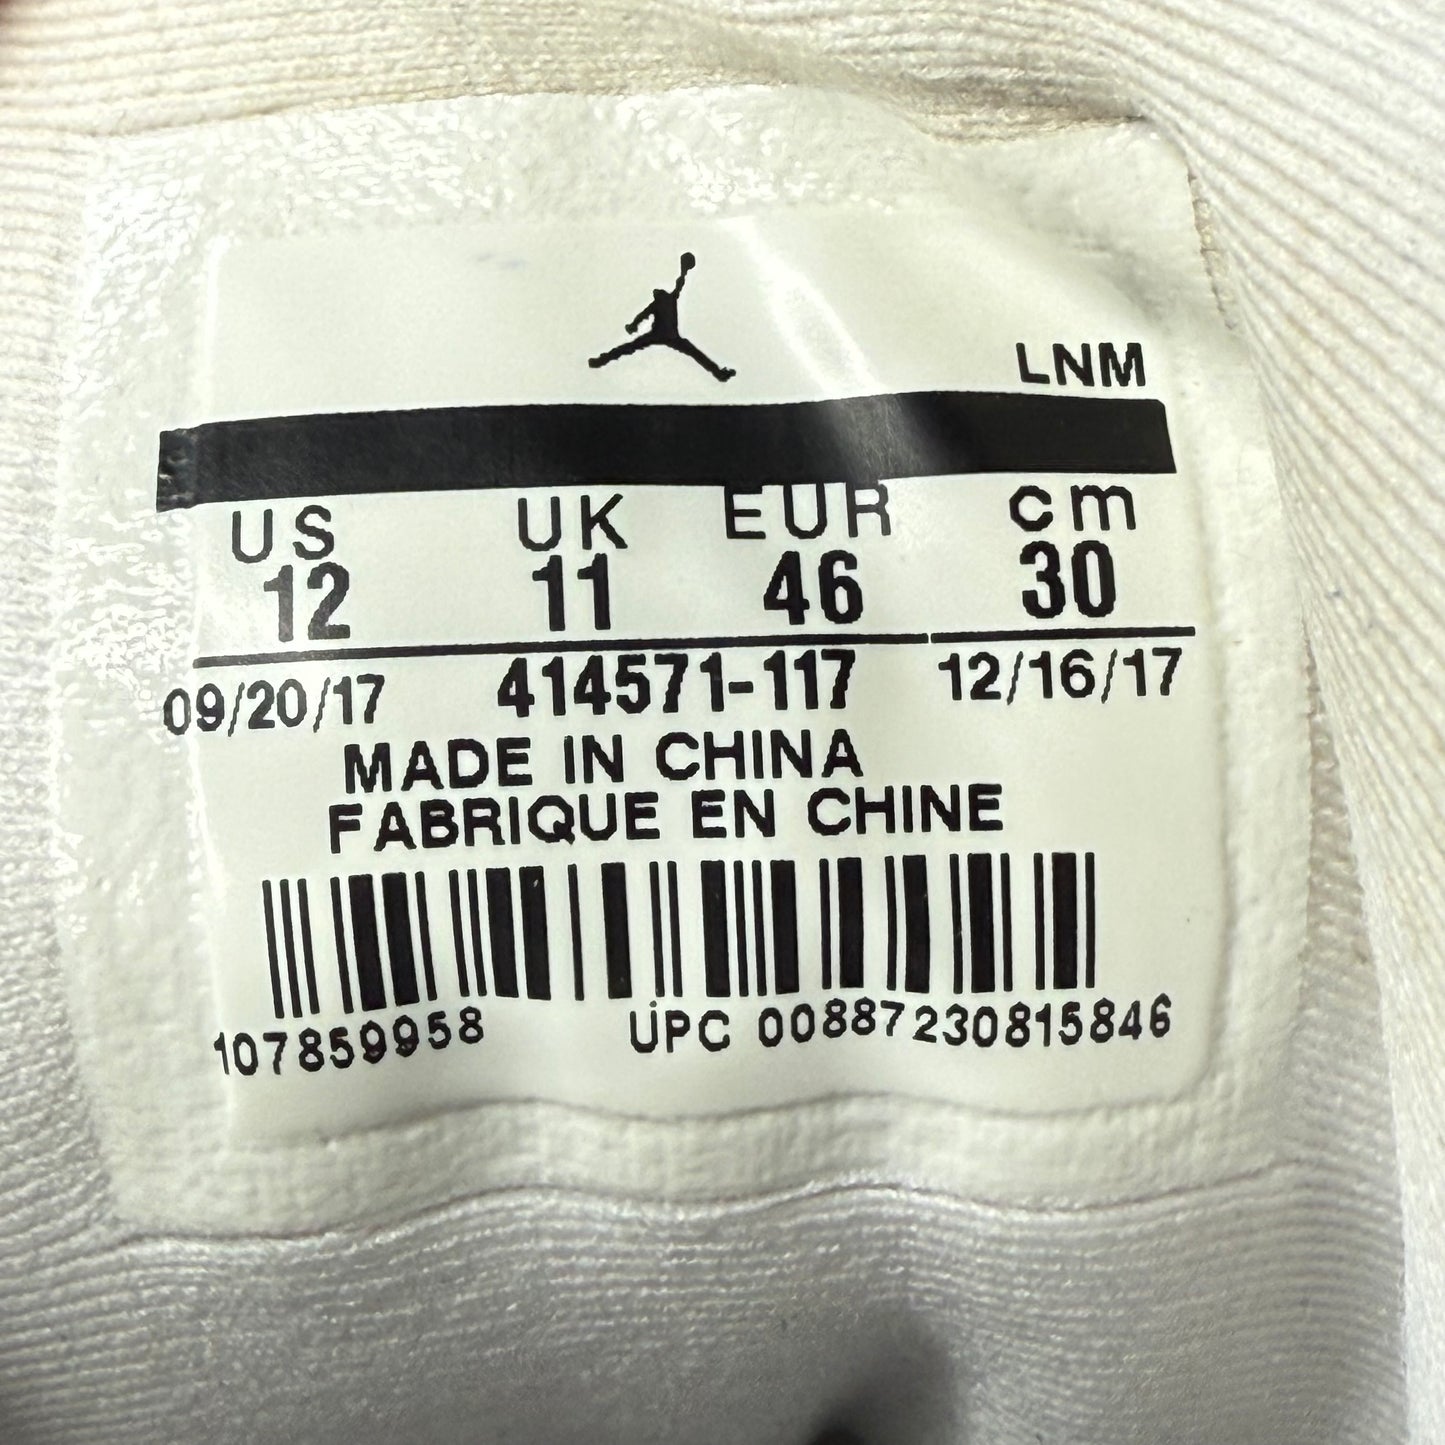 LNM
US UK EUR cm
12 11 46 30
09/20/17 414571-117 12/16/17
MADE IN CHINA
FABRIQUE EN CHINE
107859958 UPC 00887230815846